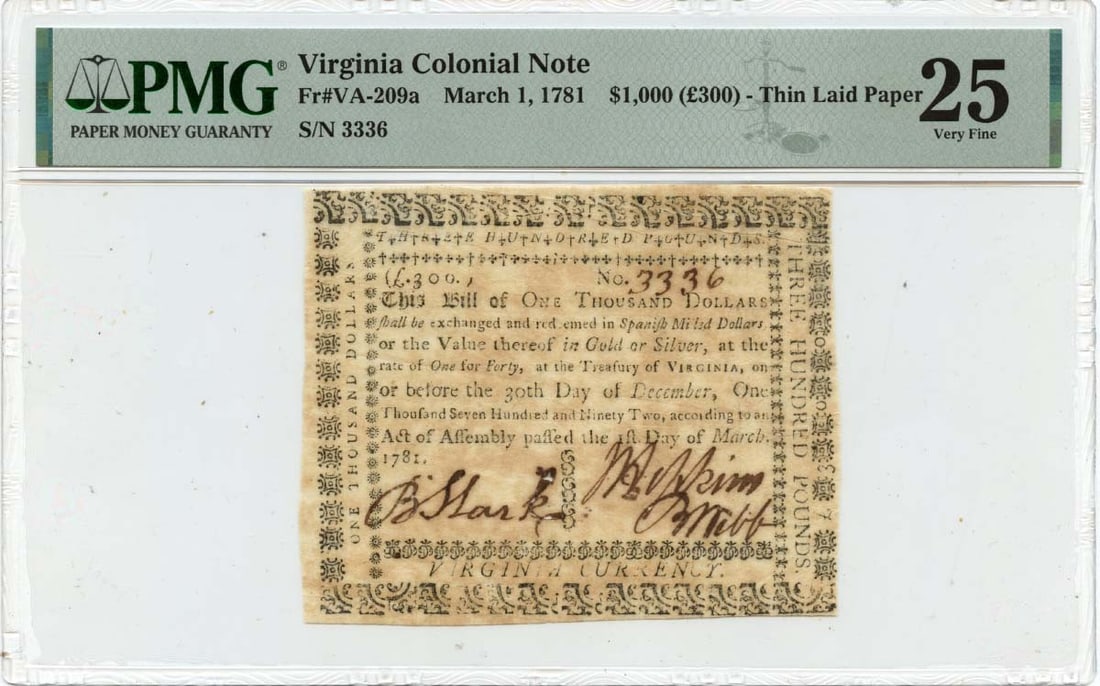 PMG®
PAPER MONEY GUARANTY
Virginia Colonial Note
Fr#VA-209a March 1, 1781 $1,000 (£300) - Thin Laid Paper
S/N 3336
25
Very Fine
THREE HUNDRED POUNDS.
(£.300.) No. 3336
This Bill of ONE THOUSAND DOLLARS
ſhall be exchanged and redeemed in Spaniſh Milled Dollars,
or the Value thereof in Gold or Silver, at the
rate of One for Forty, at the Treaſury of VIRGINIA, on
or before the 30th Day of December, One
Thouſand Seven Hundred and Ninety Two, according to an
Act of Aſſembly paſſed the 1ſt Day of March,
1781.
B Stark
J Hopkins
B Webb
VIRGINIA CURRENCY.
ONE THOUSAND DOLLARS
THREE HUNDRED POUNDS.